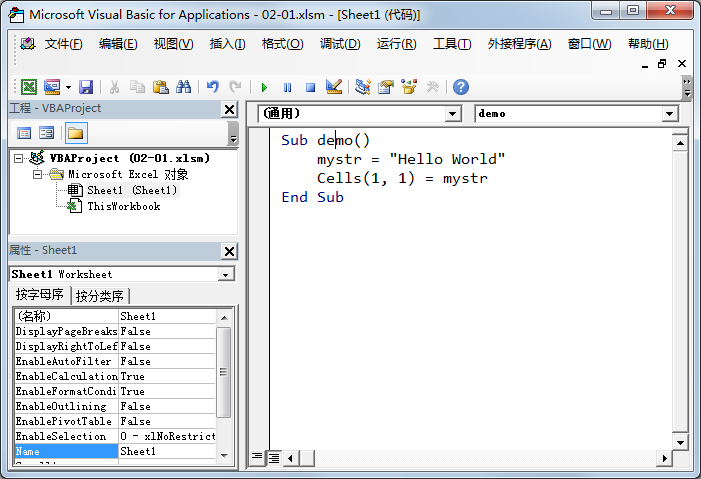 Microsoft Visual Basic for Applications - 02-01.xlsm - [Sheet1 (代码)]
文件(F) 编辑(E) 视图(V) 插入(I) 格式(O) 调试(D) 运行(R) 工具(T) 外接程序(A) 窗口(W) 帮助(H)
工程 - VBAProject
VBAProject (02-01.xlsm)
Microsoft Excel 对象
Sheet1 (Sheet1)
ThisWorkbook
属性 - Sheet1
Sheet1 Worksheet
按字母序 按分类序
(名称) Sheet1
DisplayPageBreaks False
DisplayRightToLef False
EnableAutoFilter False
EnableCalculation True
EnableFormatCondi True
EnableOutlining False
EnablePivotTable False
EnableSelection 0 - xlNoRestrict
Name Sheet1
(通用) demo
Sub demo()
mystr = "Hello World"
Cells(1, 1) = mystr
End Sub